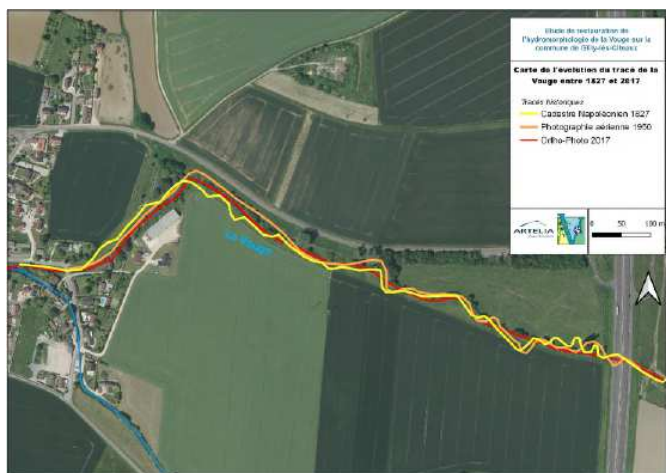 Etude de restauration de
l'hydromorphologie de la Vouge sur la
commune de Gilly-lès-Cîteaux
Carte de l'évolution du tracé de la
Vouge entre 1827 et 2017
Tracés historiques
Cadastre Napoléonien 1827
Photographie aérienne 1950
Ortho-Photo 2017
ARTELIA
0 50 100 m
La Vouge